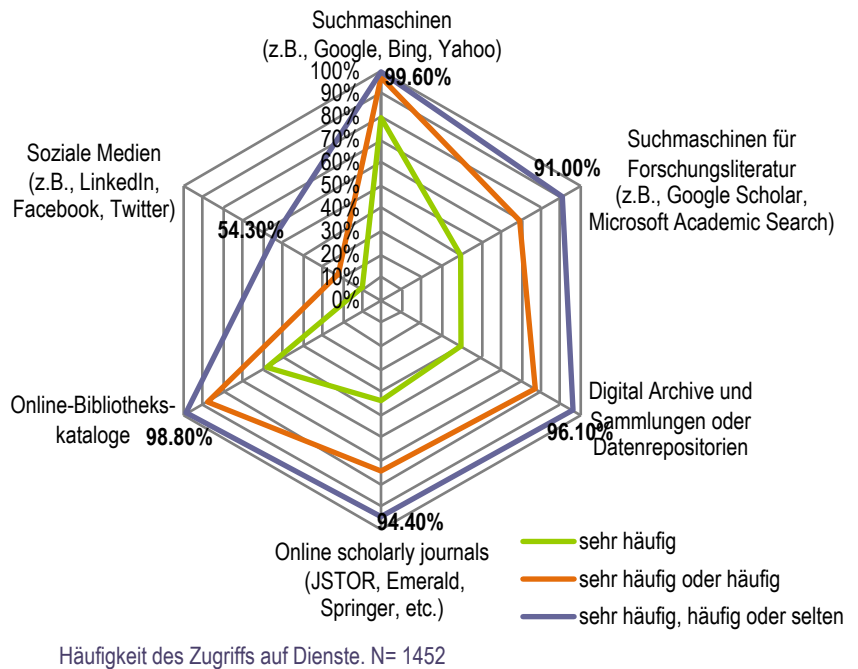 Suchmaschinen
(z.B., Google, Bing, Yahoo)
100%
99.60%
90%
80%
70%
60%
50%
40%
30%
20%
10%
0%
Suchmaschinen für
Forschungsliteratur
(z.B., Google Scholar,
Microsoft Academic Search)
91.00%
Soziale Medien
(z.B., LinkedIn,
Facebook, Twitter)
54.30%
Digital Archive und
Sammlungen oder
Datenrepositorien
96.10%
Online-Bibliotheks-
kataloge
98.80%
94.40%
Online scholarly journals
(JSTOR, Emerald,
Springer, etc.)
sehr häufig
sehr häufig oder häufig
sehr häufig, häufig oder selten
Häufigkeit des Zugriffs auf Dienste. N= 1452